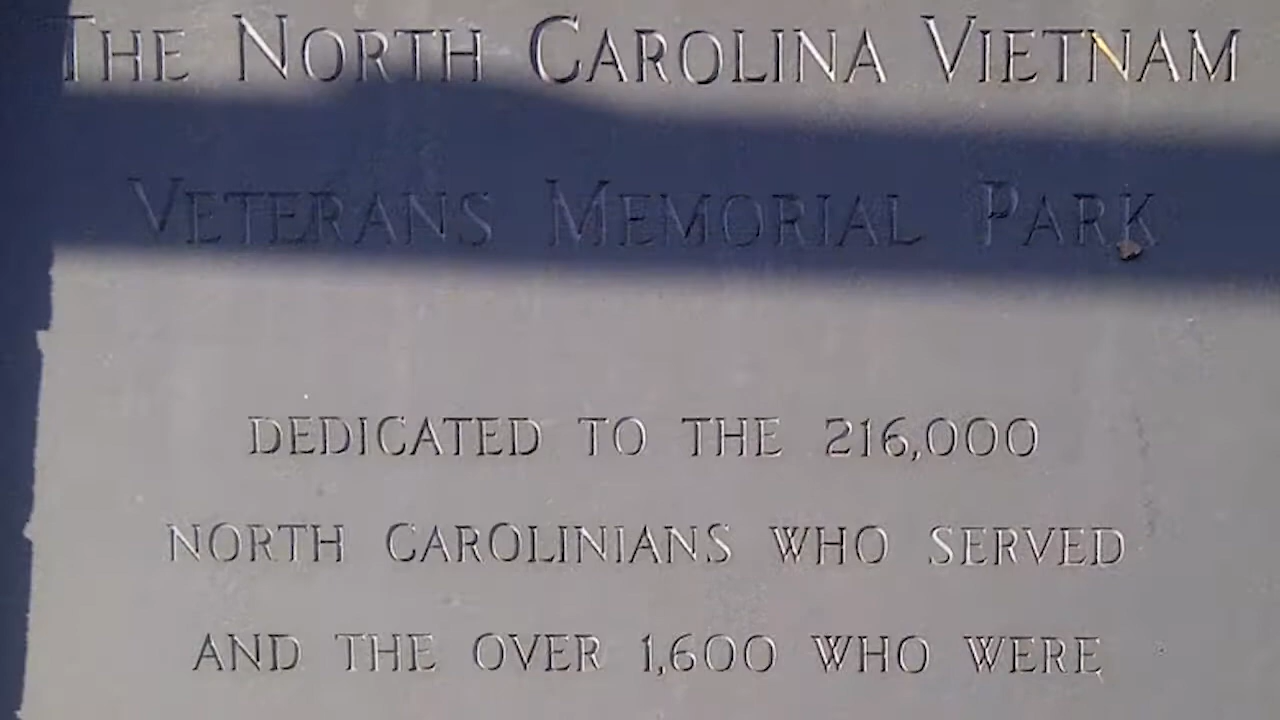 THE NORTH CAROLINA VIETNAM
VETERANS MEMORIAL PARK
DEDICATED TO THE 216,000
NORTH CAROLINIANS WHO SERVED
AND THE OVER 1,600 WHO WERE